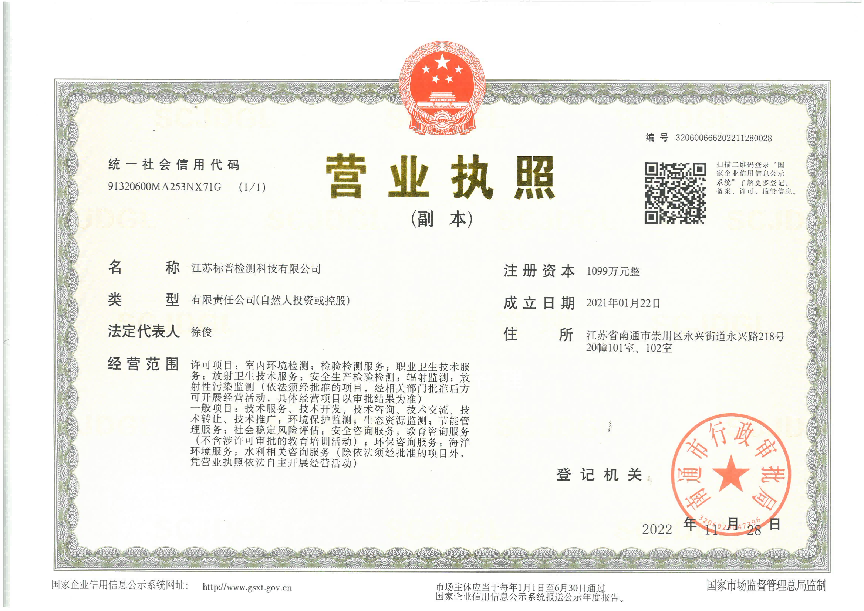 编号 320600666202211280028
统一社会信用代码
91320600MA253NX71G (1/1)
营业执照
(副本)
扫描二维码登录“国
家企业信用信息公示
系统”了解更多登记、
备案、许可、监管信息。
名称 江苏标普检测科技有限公司
类型 有限责任公司(自然人投资或控股)
法定代表人 徐俊
经营范围 许可项目:室内环境检测;检验检测服务;职业卫生技术服
务;放射卫生技术服务;安全生产检验检测;辐射监测;放
射性污染监测(依法须经批准的项目,经相关部门批准后方
可开展经营活动,具体经营项目以审批结果为准)
一般项目:技术服务、技术开发、技术咨询、技术交流、技
术转让、技术推广;环境保护监测;生态资源监测;节能管
理服务;社会稳定风险评估;安全咨询服务;教育咨询服务
(不含涉许可审批的教育培训活动);环保咨询服务;海洋
环境服务;水利相关咨询服务(除依法须经批准的项目外,
凭营业执照依法自主开展经营活动)
注册资本 1099万元整
成立日期 2021年01月22日
住所 江苏省南通市崇川区永兴街道永兴路218号
20幢101室、102室
登记机关
南通市行政审批局
2022年11月28日
国家企业信用信息公示系统网址: http://www.gsxt.gov.cn
市场主体应当于每年1月1日至6月30日通过
国家企业信用信息公示系统报送公示年度报告。
国家市场监督管理总局监制